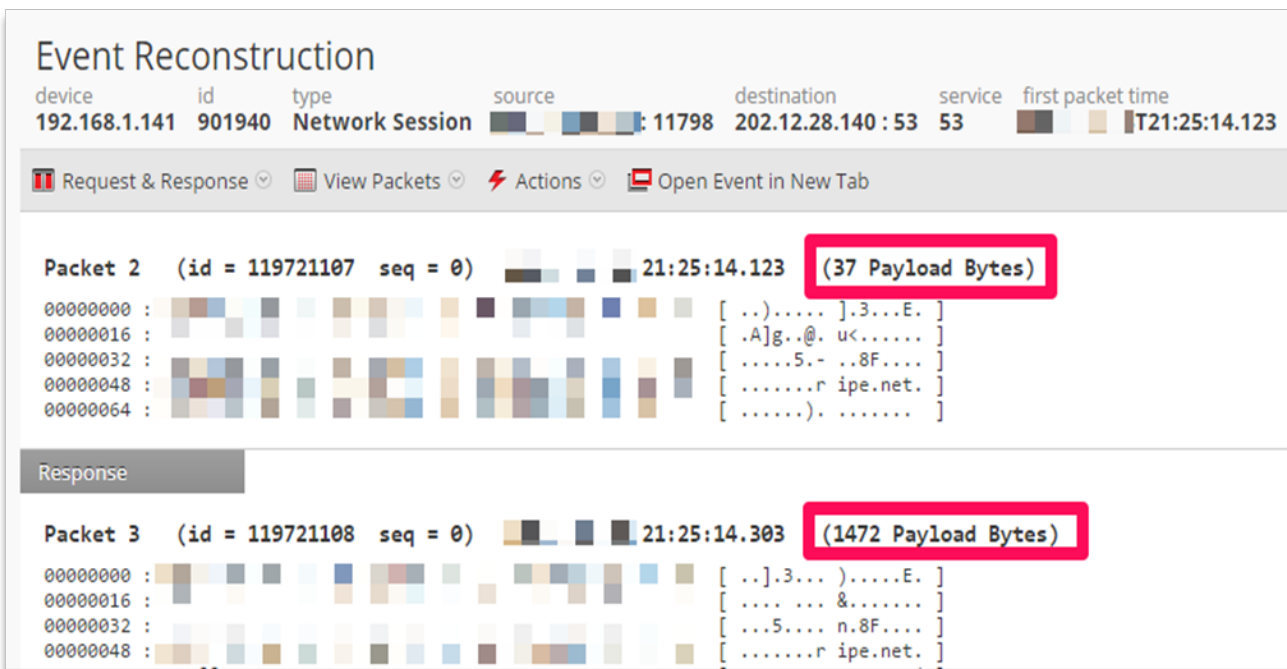 Event Reconstruction
device id type source destination service first packet time
192.168.1.141 901940 Network Session : 11798 202.12.28.140 : 53 53 T21:25:14.123
Request & Response View Packets Actions Open Event in New Tab
Packet 2 (id = 119721107 seq = 0) 21:25:14.123 (37 Payload Bytes)
00000000 : [ ..)..... ].3...E. ]
00000016 : [ .A]g..@. u<...... ]
00000032 : [ .....5.- ..8F.... ]
00000048 : [ .......r ipe.net. ]
00000064 : [ ......). ....... ]
Response
Packet 3 (id = 119721108 seq = 0) 21:25:14.303 (1472 Payload Bytes)
00000000 : [ ..].3... ).....E. ]
00000016 : [ .... ... &....... ]
00000032 : [ ...5.... n.8F.... ]
00000048 : [ .......r ipe.net. ]